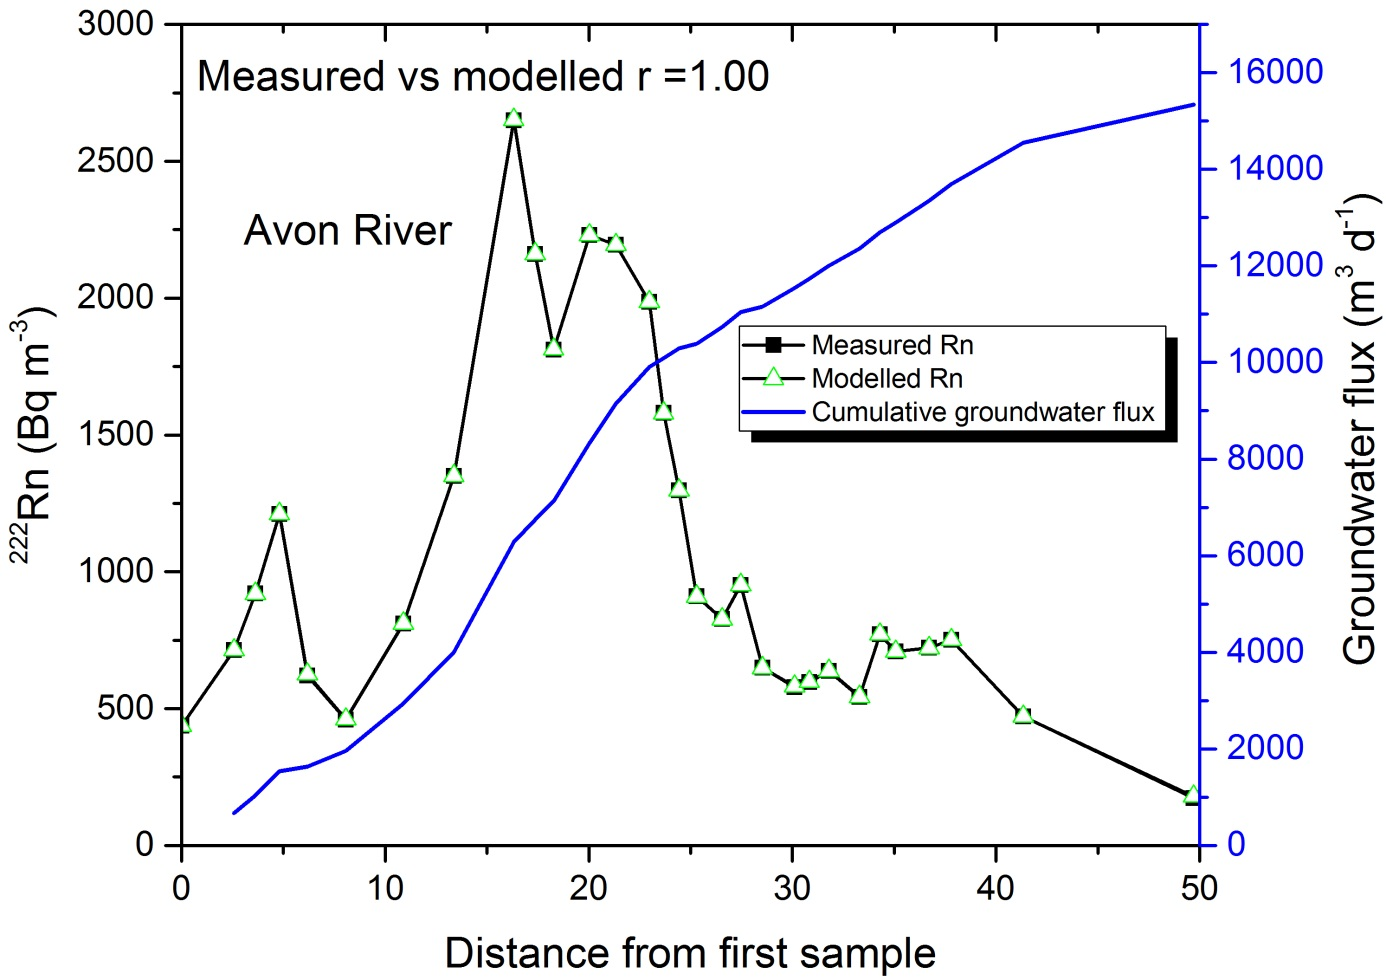 Measured vs modelled r =1.00
Avon River
3000
2500
2000
1500
1000
500
0
²²²Rn (Bq m⁻³)
16000
14000
12000
10000
8000
6000
4000
2000
0
Groundwater flux (m³ d⁻¹)
Measured Rn
Modelled Rn
Cumulative groundwater flux
0 10 20 30 40 50
Distance from first sample